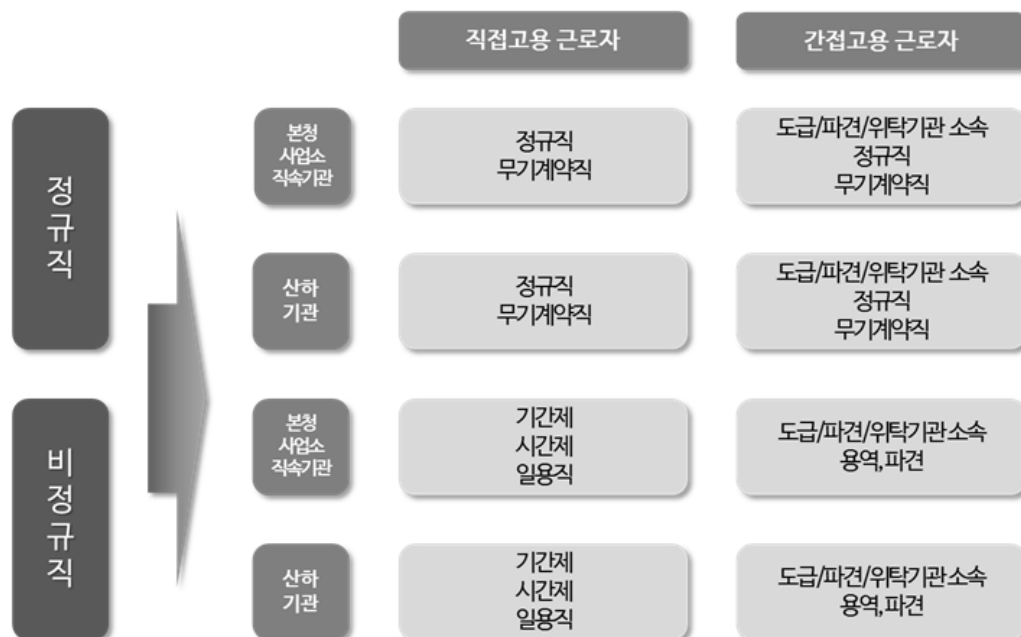 직접고용 근로자
간접고용 근로자
정규직
본청
사업소
직속기관
정규직
무기계약직
도급/파견/위탁기관 소속
정규직
무기계약직
산하
기관
정규직
무기계약직
도급/파견/위탁기관 소속
정규직
무기계약직
비정규직
본청
사업소
직속기관
기간제
시간제
일용직
도급/파견/위탁기관 소속
용역, 파견
산하
기관
기간제
시간제
일용직
도급/파견/위탁기관 소속
용역, 파견